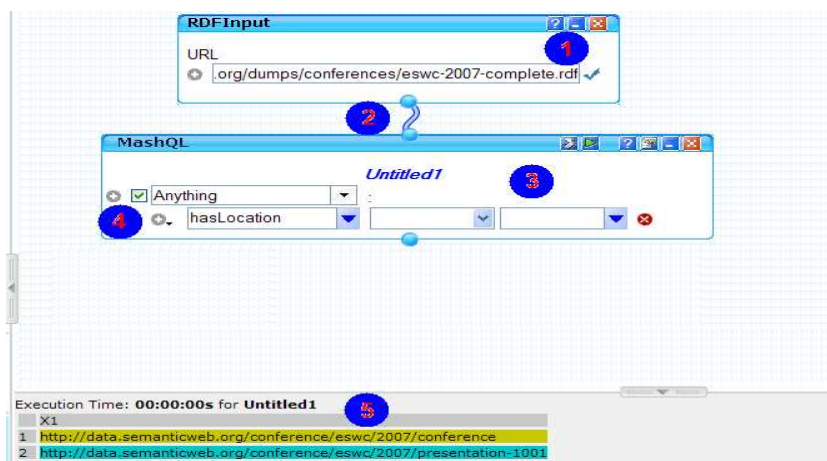 RDFInput
1
URL
.org/dumps/conferences/eswc-2007-complete.rdf
2
MashQL
Untitled1
3
Anything :
4
hasLocation
Execution Time: 00:00:00s for Untitled1
5
X1
1 http://data.semanticweb.org/conference/eswc/2007/conference
2 http://data.semanticweb.org/conference/eswc/2007/presentation-1001